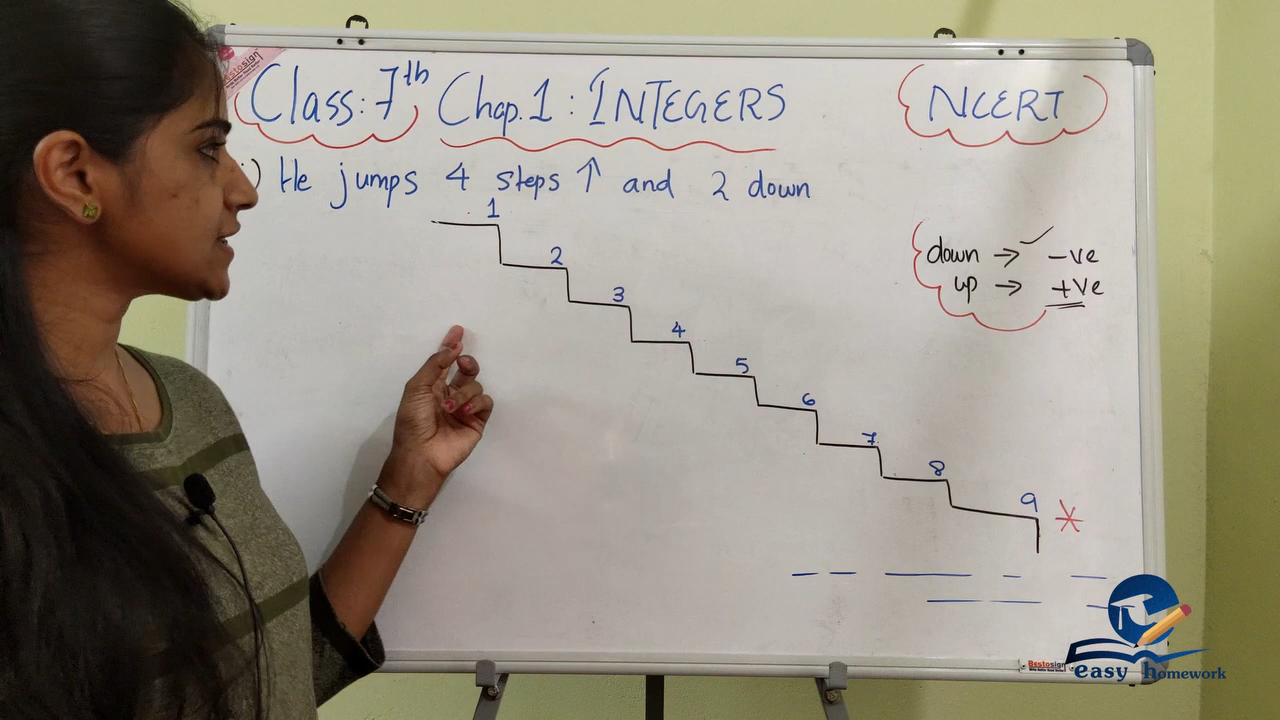 Class: 7th Chap. 1 : INTEGERS
NCERT
) He jumps 4 steps ↑ and 2 down
1
2
3
4
5
6
7
8
9
down → -ve
up → +ve
Bestosign
easy homework